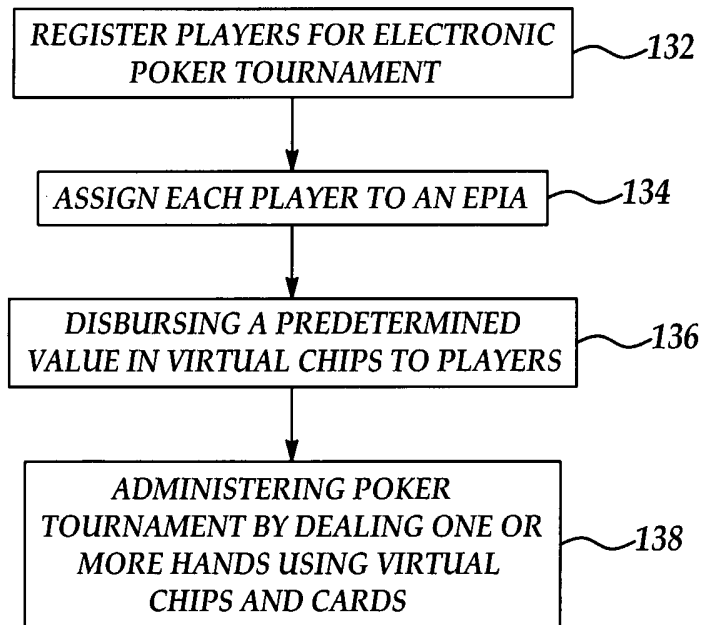 REGISTER PLAYERS FOR ELECTRONIC
POKER TOURNAMENT
132
ASSIGN EACH PLAYER TO AN EPIA
134
DISBURSING A PREDETERMINED
VALUE IN VIRTUAL CHIPS TO PLAYERS
136
ADMINISTERING POKER
TOURNAMENT BY DEALING ONE OR
MORE HANDS USING VIRTUAL
CHIPS AND CARDS
138